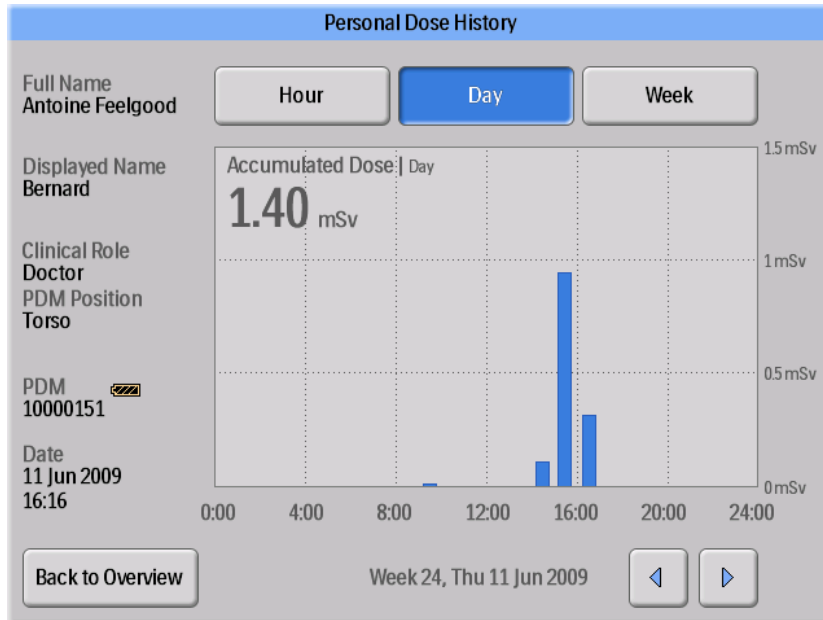 Personal Dose History
Full Name
Antoine Feelgood
Hour
Day
Week
Displayed Name
Bernard
Clinical Role
Doctor
PDM Position
Torso
PDM
10000151
Date
11 Jun 2009
16:16
Accumulated Dose | Day
1.40 mSv
1.5 mSv
1 mSv
0.5 mSv
0 mSv
0:00 4:00 8:00 12:00 16:00 20:00 24:00
Back to Overview
Week 24, Thu 11 Jun 2009